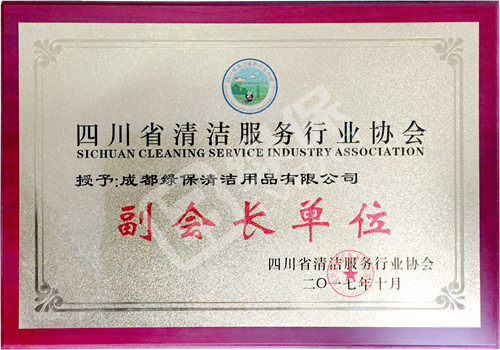 四川省清洁服务行业协会
SICHUAN CLEANING SERVICE INDUSTRY ASSOCIATION
授予:成都绿保清洁用品有限公司
副会长单位
四川省清洁服务行业协会
二〇一七年十月